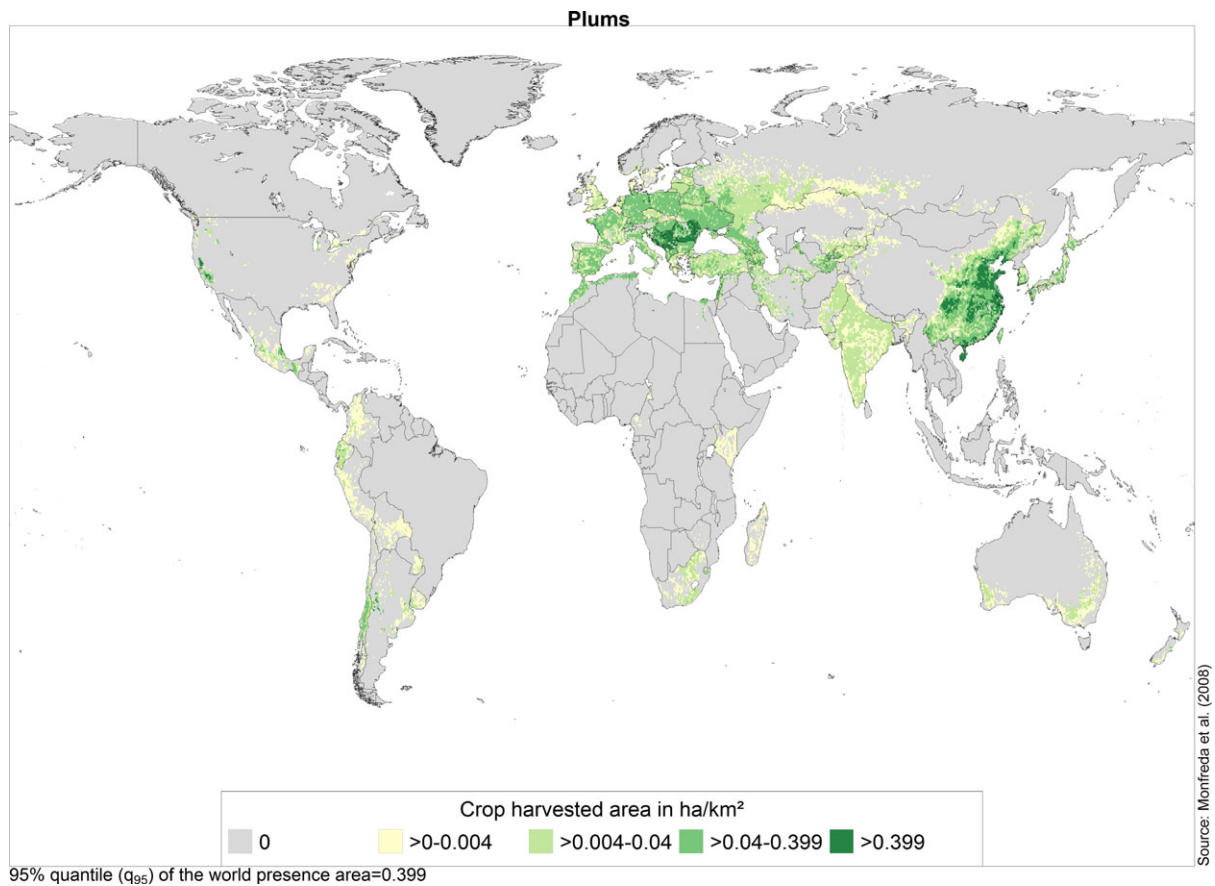 Plums
Source: Monfreda et al. (2008)
Crop harvested area in ha/km²
0 >0-0.004 >0.004-0.04 >0.04-0.399 >0.399
95% quantile (q₉₅) of the world presence area=0.399